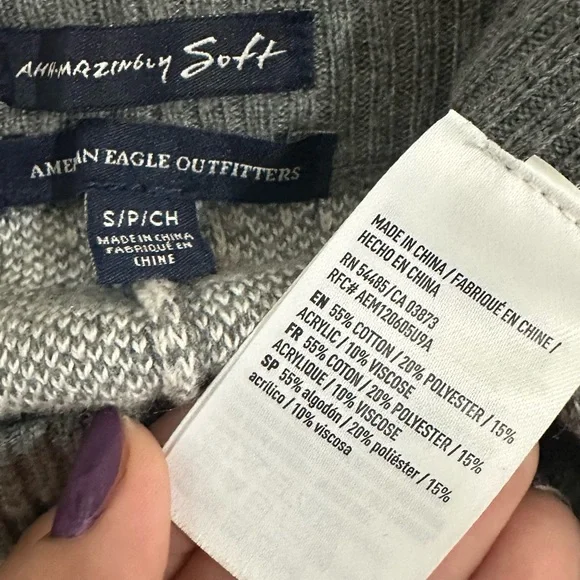 AHH-MAZINGLY Soft
AMERICAN EAGLE OUTFITTERS
S/P/CH
MADE IN CHINA
FABRIQUÉ EN
CHINE
MADE IN CHINA / FABRIQUÉ EN CHINE /
HECHO EN CHINA
RN 54485/CA 03873
RFC# AEM120605U9A
EN 55% COTTON / 20% POLYESTER / 15%
ACRYLIC / 10% VISCOSE
FR 55% COTON / 20% POLYESTER / 15%
ACRYLIQUE / 10% VISCOSE
SP 55% algodón / 20% poliéster / 15%
acrílico / 10% viscosa